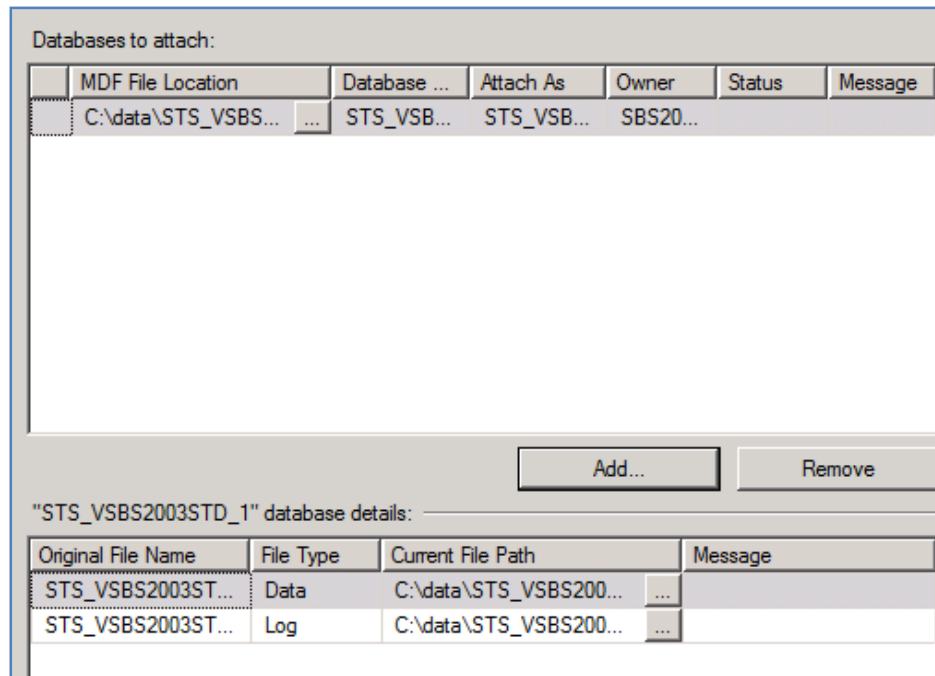 Databases to attach:
MDF File Location Database ... Attach As Owner Status Message
C:\data\STS_VSBS... ... STS_VSB... STS_VSB... SBS20...
Add... Remove
"STS_VSBS2003STD_1" database details:
Original File Name File Type Current File Path Message
STS_VSBS2003ST... Data C:\data\STS_VSBS200... ...
STS_VSBS2003ST... Log C:\data\STS_VSBS200... ...